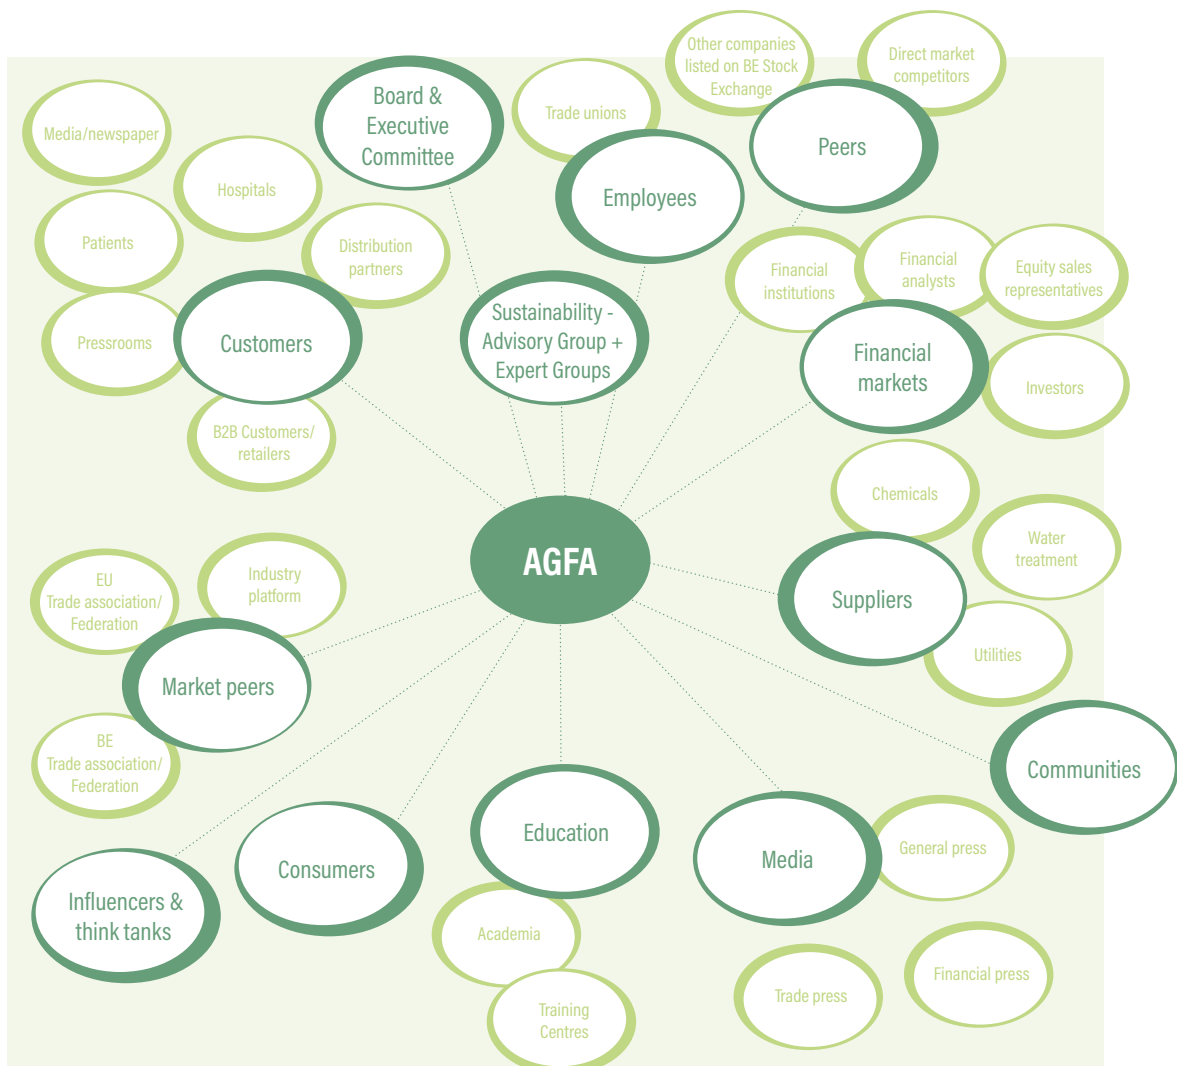 Other companies
listed on BE Stock
Exchange
Direct market
competitors
Board &
Executive
Committee
Trade unions
Peers
Media/newspaper
Hospitals
Employees
Patients
Distribution
partners
Financial
institutions
Financial
analysts
Equity sales
representatives
Pressrooms
Customers
Sustainability -
Advisory Group +
Expert Groups
Financial
markets
Investors
B2B Customers/
retailers
Chemicals
Water
treatment
AGFA
EU
Trade association/
Federation
Industry
platform
Suppliers
Utilities
Market peers
BE
Trade association/
Federation
Communities
Education
Media
General press
Consumers
Influencers &
think tanks
Academia
Financial press
Trade press
Training
Centres